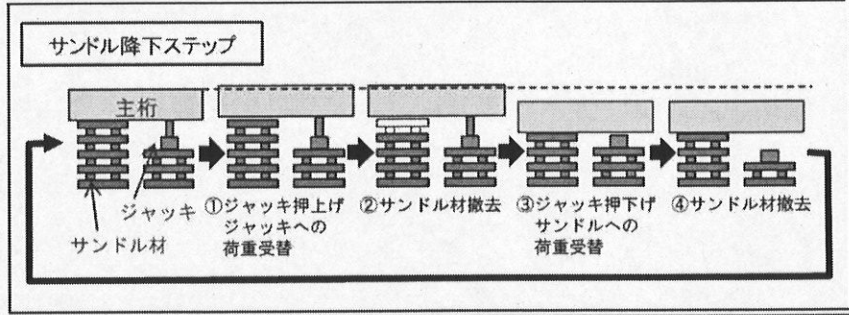 サンドル降下ステップ
主桁
ジャッキ
サンドル材
①ジャッキ押上げ
ジャッキへの
荷重受替
②サンドル材撤去
③ジャッキ押下げ
サンドルへの
荷重受替
④サンドル材撤去